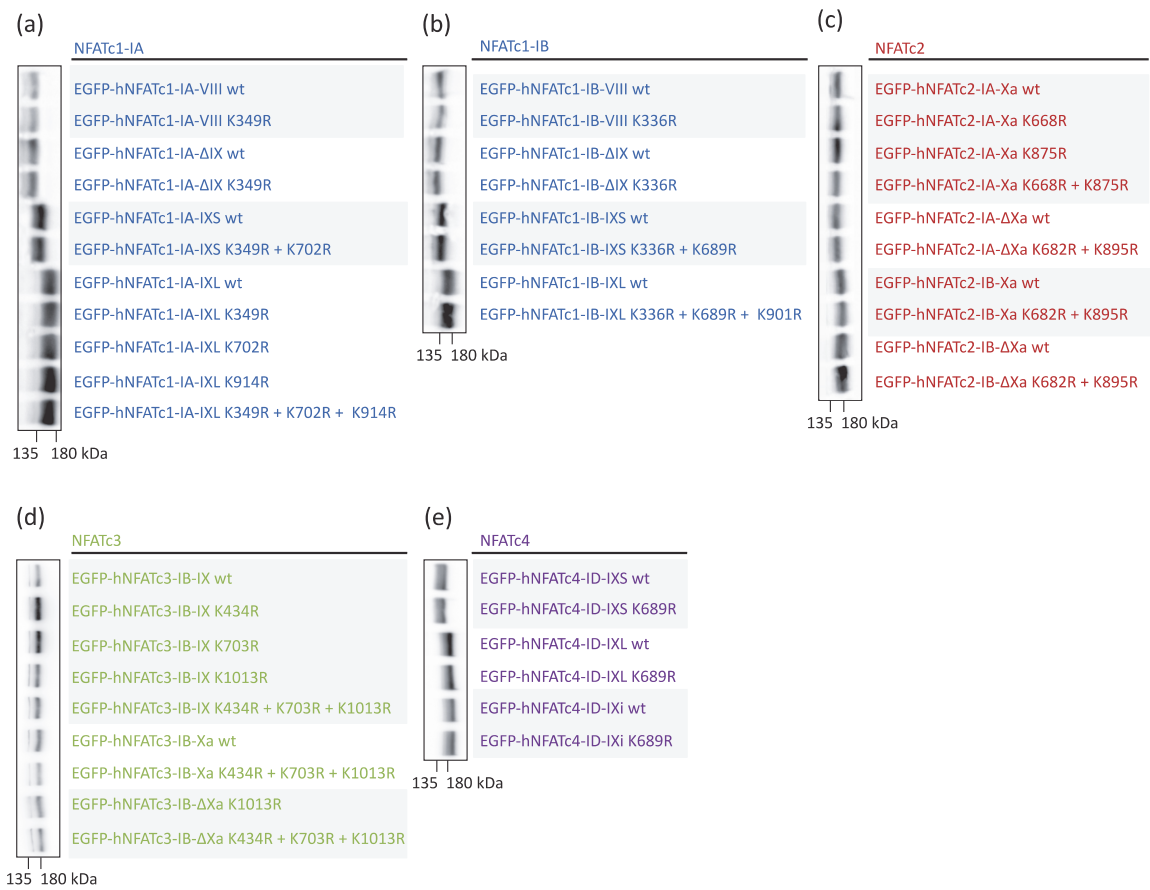 (a)
NFATc1-IA
EGFP-hNFATc1-IA-VIII wt
EGFP-hNFATc1-IA-VIII K349R
EGFP-hNFATc1-IA-ΔIX wt
EGFP-hNFATc1-IA-ΔIX K349R
EGFP-hNFATc1-IA-IXS wt
EGFP-hNFATc1-IA-IXS K349R + K702R
EGFP-hNFATc1-IA-IXL wt
EGFP-hNFATc1-IA-IXL K349R
EGFP-hNFATc1-IA-IXL K702R
EGFP-hNFATc1-IA-IXL K914R
EGFP-hNFATc1-IA-IXL K349R + K702R + K914R
135 180 kDa
(b)
NFATc1-IB
EGFP-hNFATc1-IB-VIII wt
EGFP-hNFATc1-IB-VIII K336R
EGFP-hNFATc1-IB-ΔIX wt
EGFP-hNFATc1-IB-ΔIX K336R
EGFP-hNFATc1-IB-IXS wt
EGFP-hNFATc1-IB-IXS K336R + K689R
EGFP-hNFATc1-IB-IXL wt
EGFP-hNFATc1-IB-IXL K336R + K689R + K901R
135 180 kDa
(c)
NFATc2
EGFP-hNFATc2-IA-Xa wt
EGFP-hNFATc2-IA-Xa K668R
EGFP-hNFATc2-IA-Xa K875R
EGFP-hNFATc2-IA-Xa K668R + K875R
EGFP-hNFATc2-IA-ΔXa wt
EGFP-hNFATc2-IA-ΔXa K682R + K895R
EGFP-hNFATc2-IB-Xa wt
EGFP-hNFATc2-IB-Xa K682R + K895R
EGFP-hNFATc2-IB-ΔXa wt
EGFP-hNFATc2-IB-ΔXa K682R + K895R
135 180 kDa
(d)
NFATc3
EGFP-hNFATc3-IB-IX wt
EGFP-hNFATc3-IB-IX K434R
EGFP-hNFATc3-IB-IX K703R
EGFP-hNFATc3-IB-IX K1013R
EGFP-hNFATc3-IB-IX K434R + K703R + K1013R
EGFP-hNFATc3-IB-Xa wt
EGFP-hNFATc3-IB-Xa K434R + K703R + K1013R
EGFP-hNFATc3-IB-ΔXa K1013R
EGFP-hNFATc3-IB-ΔXa K434R + K703R + K1013R
135 180 kDa
(e)
NFATc4
EGFP-hNFATc4-ID-IXS wt
EGFP-hNFATc4-ID-IXS K689R
EGFP-hNFATc4-ID-IXL wt
EGFP-hNFATc4-ID-IXL K689R
EGFP-hNFATc4-ID-IXi wt
EGFP-hNFATc4-ID-IXi K689R
135 180 kDa